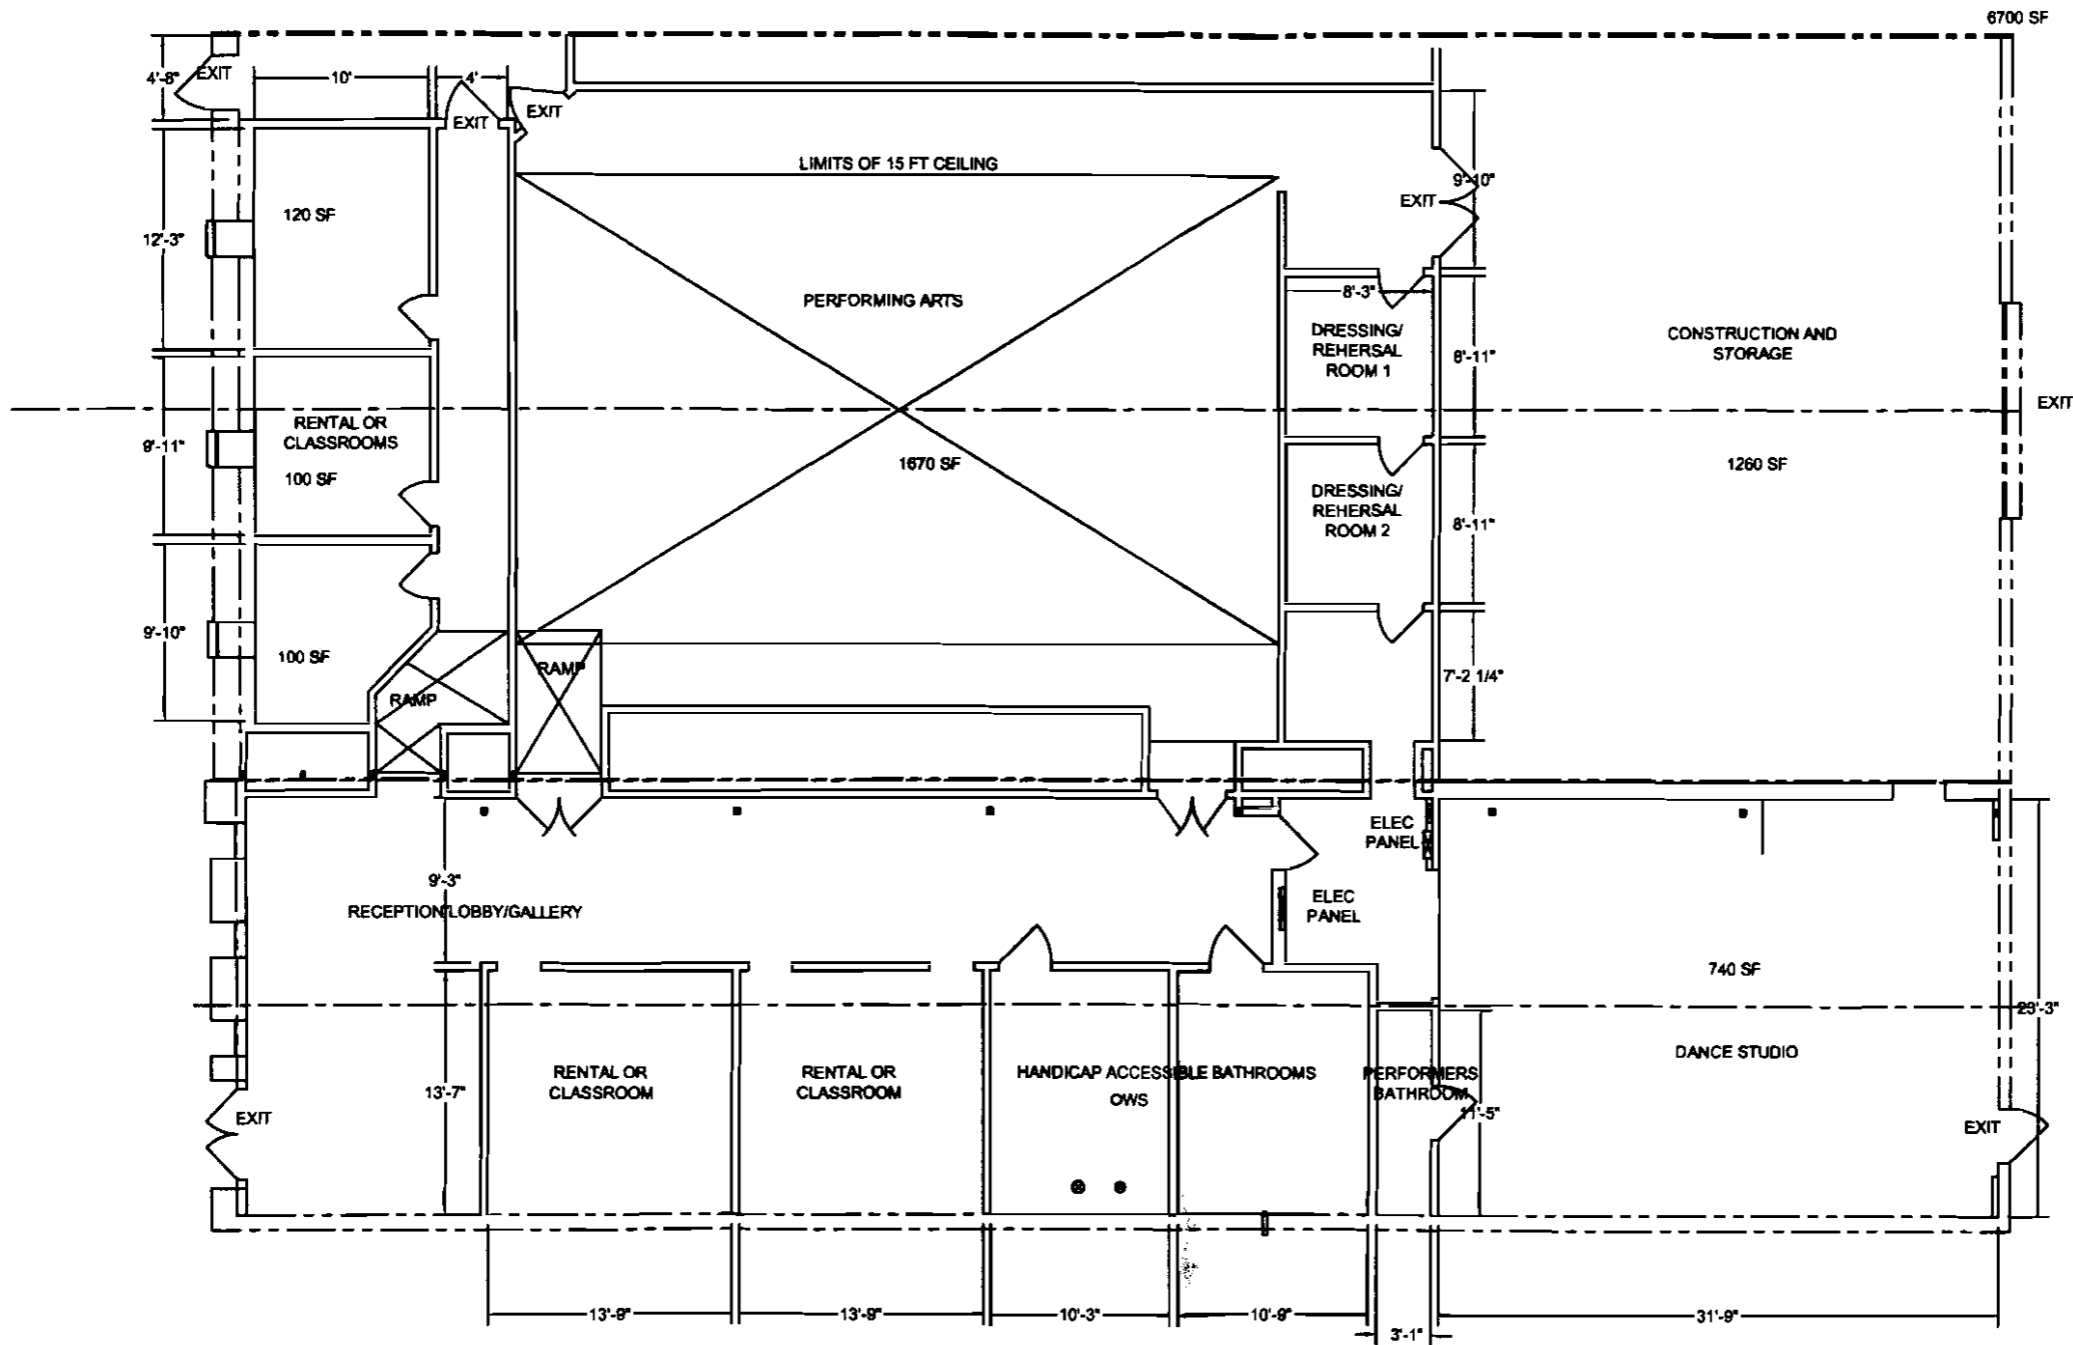 6700 SF
4'-8"
EXIT
10'
4'
EXIT
EXIT
LIMITS OF 15 FT CEILING
9'-10"
EXIT
120 SF
12'-3"
PERFORMING ARTS
8'-3"
DRESSING/
REHERSAL
ROOM 1
8'-11"
CONSTRUCTION AND
STORAGE
EXIT
RENTAL OR
CLASSROOMS
9'-11"
100 SF
1670 SF
1260 SF
DRESSING/
REHERSAL
ROOM 2
8'-11"
9'-10"
100 SF
RAMP
RAMP
7'-2 1/4"
ELEC
PANEL
9'-3"
RECEPTION/LOBBY/GALLERY
ELEC
PANEL
740 SF
23'-3"
DANCE STUDIO
RENTAL OR
CLASSROOM
RENTAL OR
CLASSROOM
HANDICAP ACCESSIBLE BATHROOMS
OWS
PERFORMERS
BATHROOM
13'-7"
11'-5"
EXIT
EXIT
13'-9"
13'-9"
10'-3"
10'-9"
3'-1"
31'-9"